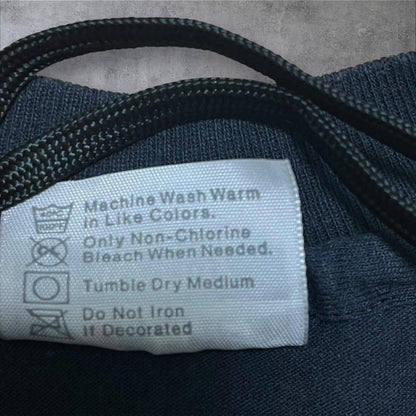 Machine Wash Warm
in Like Colors.
Only Non-Chlorine
Bleach When Needed.
Tumble Dry Medium
Do Not Iron
If Decorated